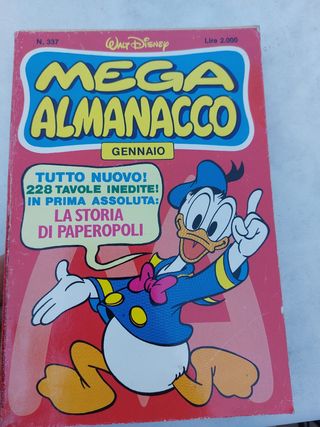 N. 337
Walt Disney
Lire 2.000
MEGA
ALMANACCO
GENNAIO
TUTTO NUOVO!
228 TAVOLE INEDITE!
IN PRIMA ASSOLUTA:
LA STORIA
DI PAPEROPOLI